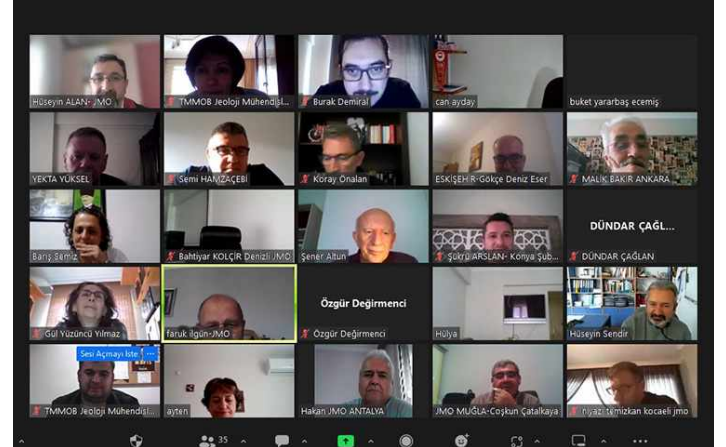 Hüseyin ALAN- JMO
TMMOB Jeoloji Mühendisl...
Burak Demiral
can ayday
buket yararbaş ecemiş
YEKTA YÜKSEL
Semi HAMZAÇEBİ
Koray Önalan
ESKİŞEHİR-Gökçe Deniz Eser
MALİK BAKIR ANKARA
Barış Semiz
Bahtiyar KOLÇİR Denizli JMO
Şener Altun
Şükrü ARSLAN- Konya Şub...
DÜNDAR ÇAĞL...
DÜNDAR ÇAĞLAN
Gül Yüzüncü Yılmaz
faruk ilgün-JMO
Özgür Değirmenci
Özgür Değirmenci
Hülya
Hüseyin Sendir
Sesi Açmayı İste ...
TMMOB Jeoloji Mühendisl...
ayten
Hakan JMO ANTALYA
JMO MUĞLA-Coşkun Çatalkaya
niyazi temizkan kocaeli jmo
35